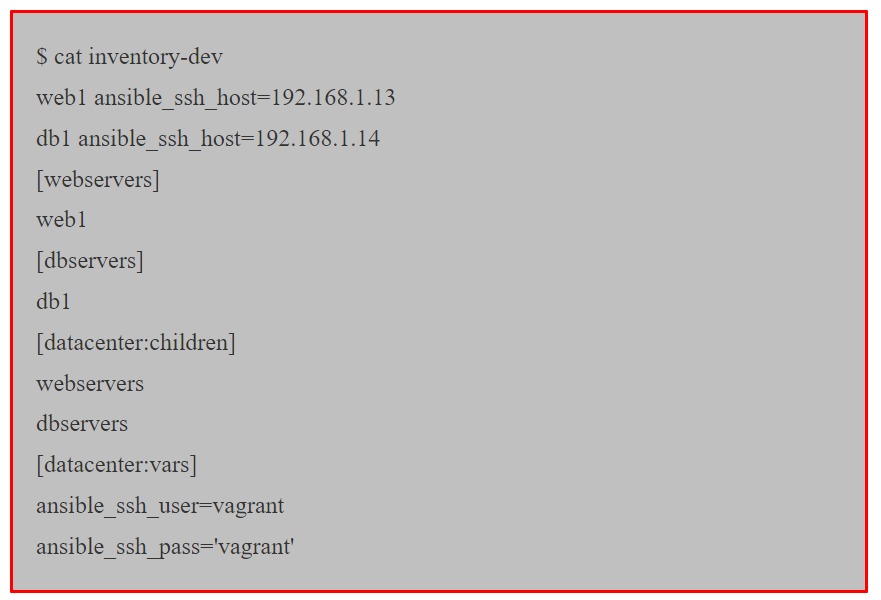 $ cat inventory-dev
web1 ansible_ssh_host=192.168.1.13
db1 ansible_ssh_host=192.168.1.14
[webservers]
web1
[dbservers]
db1
[datacenter:children]
webservers
dbservers
[datacenter:vars]
ansible_ssh_user=vagrant
ansible_ssh_pass='vagrant'